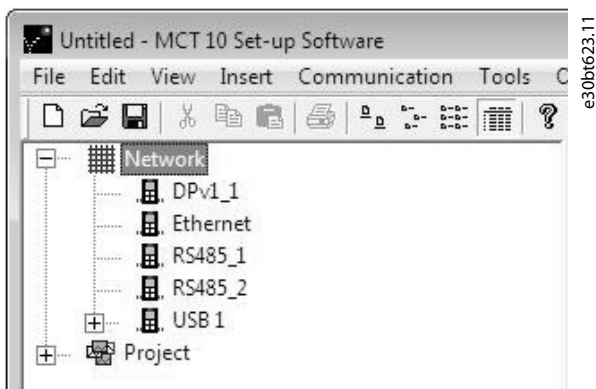 Untitled - MCT 10 Set-up Software
File Edit View Insert Communication Tools
Network
DPv1_1
Ethernet
RS485_1
RS485_2
USB 1
Project
e30bt623.11